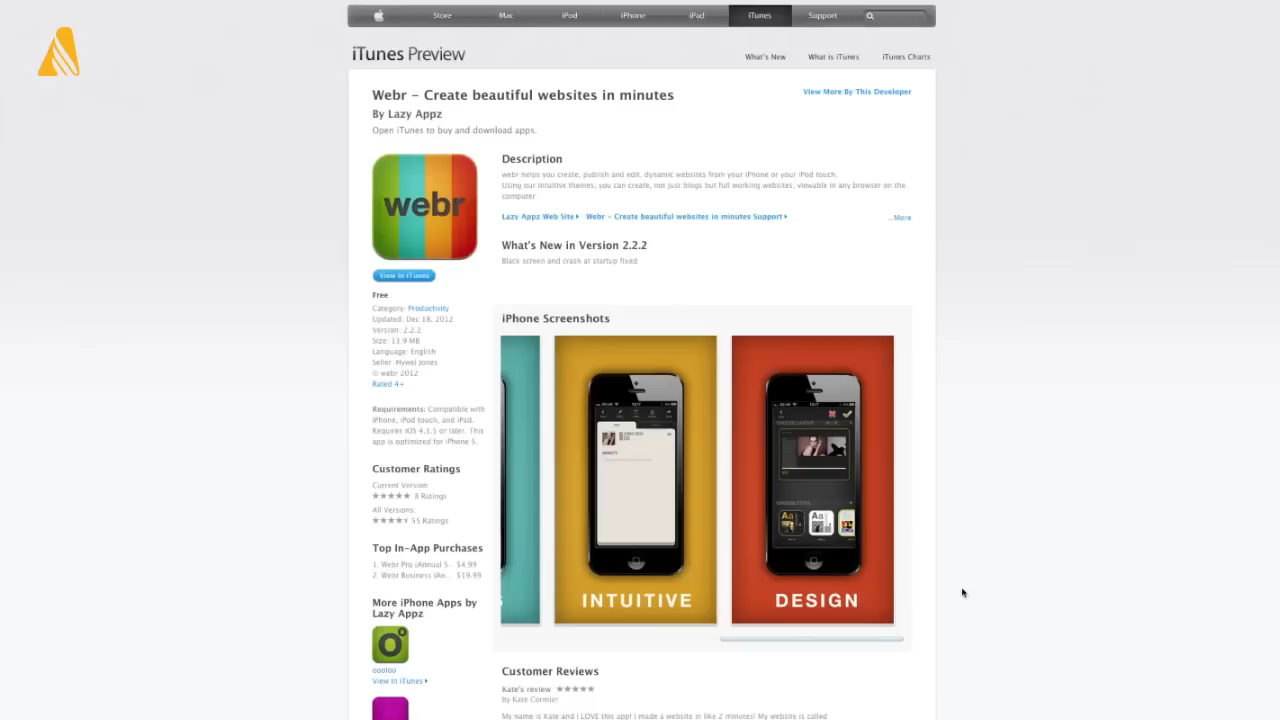 Store Mac iPod iPhone iPad iTunes Support
iTunes Preview
What's New What is iTunes iTunes Charts
Webr - Create beautiful websites in minutes
View More By This Developer
By Lazy Appz
Open iTunes to buy and download apps.
webr
View In iTunes
Free
Category: Productivity
Updated: Dec 18, 2012
Version: 2.2.2
Size: 13.9 MB
Language: English
Seller: Hywel Jones
© webr 2012
Rated 4+
Requirements: Compatible with
iPhone, iPod touch, and iPad.
Requires iOS 4.3.5 or later. This
app is optimized for iPhone 5.
Customer Ratings
Current Version:
★★★★★ 8 Ratings
All Versions:
55 Ratings
Top In-App Purchases
1. Webr Pro (Annual S... $4.99
2. Webr Business (An... $19.99
More iPhone Apps by
Lazy Appz
oooloo
View In iTunes
Description
webr helps you create, publish and edit, dynamic websites from your iPhone or your iPod touch.
Using our intuitive themes, you can create, not just blogs but full working websites, viewable in any browser on the
computer.
Lazy Appz Web Site Webr - Create beautiful websites in minutes Support
...More
What's New in Version 2.2.2
Black screen and crash at startup fixed
iPhone Screenshots
INTUITIVE
DESIGN
Customer Reviews
Kate's review ★★★★★
by Kate Cormier
My name is Kate and I LOVE this app! I made a website in like 2 minutes! My website is called